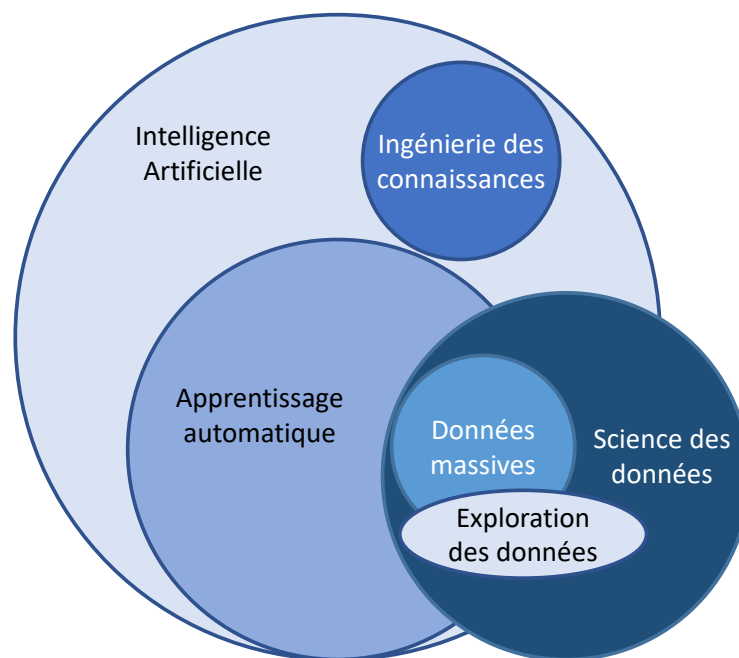 Intelligence
Artificielle
Ingénierie des
connaissances
Apprentissage
automatique
Données
massives
Science des
données
Exploration
des données